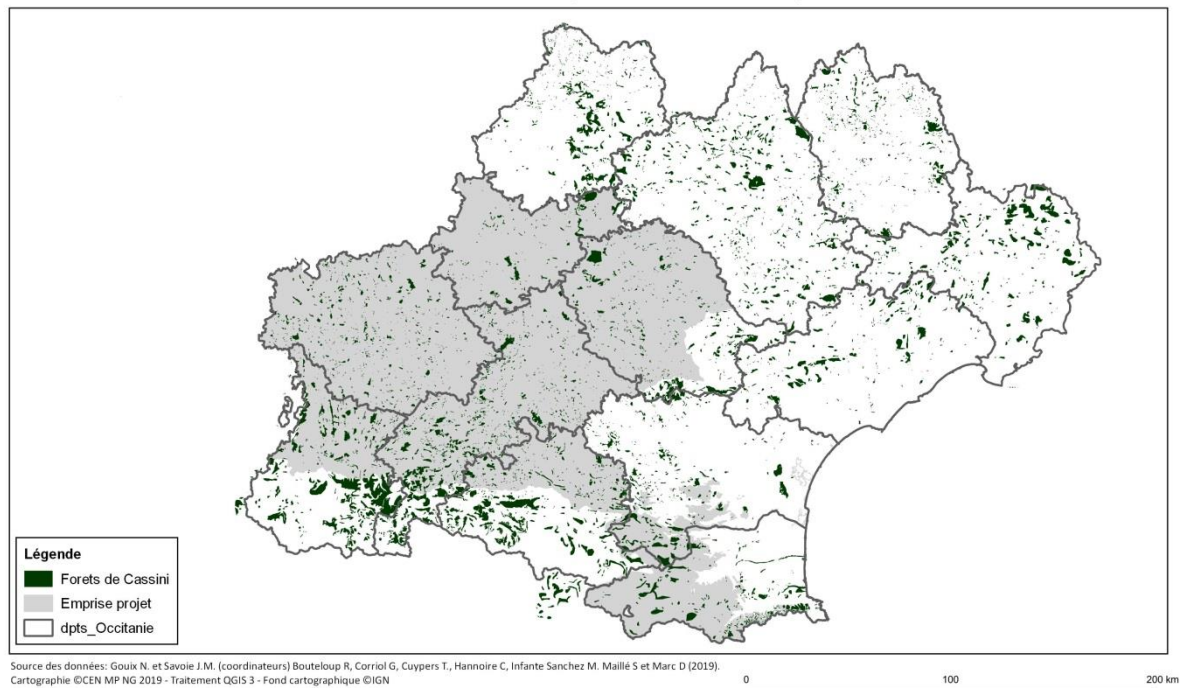 Légende
Forets de Cassini
Emprise projet
dpts_Occitanie
Source des données: Gouix N. et Savoie J.M. (coordinateurs) Bouteloup R, Corriol G, Cuypers T., Hannoire C, Infante Sanchez M. Maillé S et Marc D (2019).
Cartographie ©CEN MP NG 2019 - Traitement QGIS 3 - Fond cartographique ©IGN
0 100 200 km